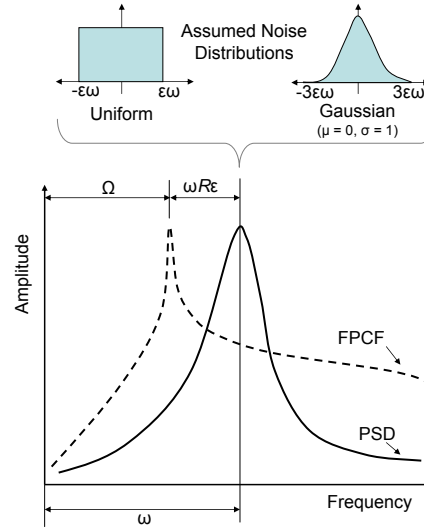 Assumed Noise
Distributions
-εω
εω
Uniform
-3εω
3εω
Gaussian
(μ = 0, σ = 1)
Ω
ωRε
Amplitude
FPCF
PSD
Frequency
ω